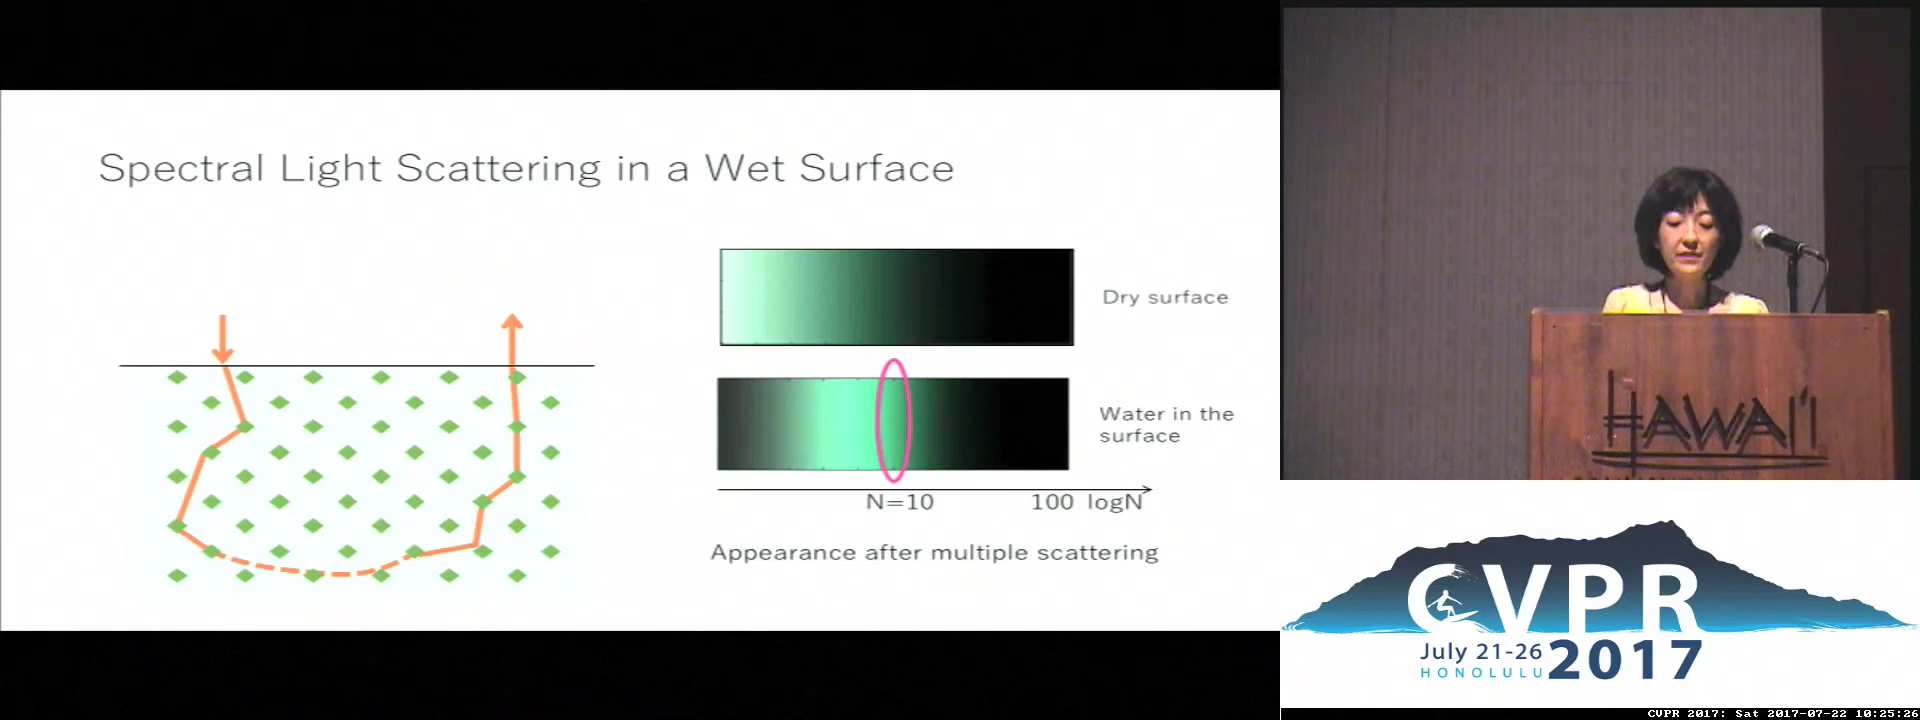 Spectral Light Scattering in a Wet Surface
Dry surface
Water in the
surface
N=10
100 logN
Appearance after multiple scattering
HAWAI'I
CVPR
July 21-26
HONOLULU
2017
CVPR 2017: Sat 2017-07-22 10:25:26